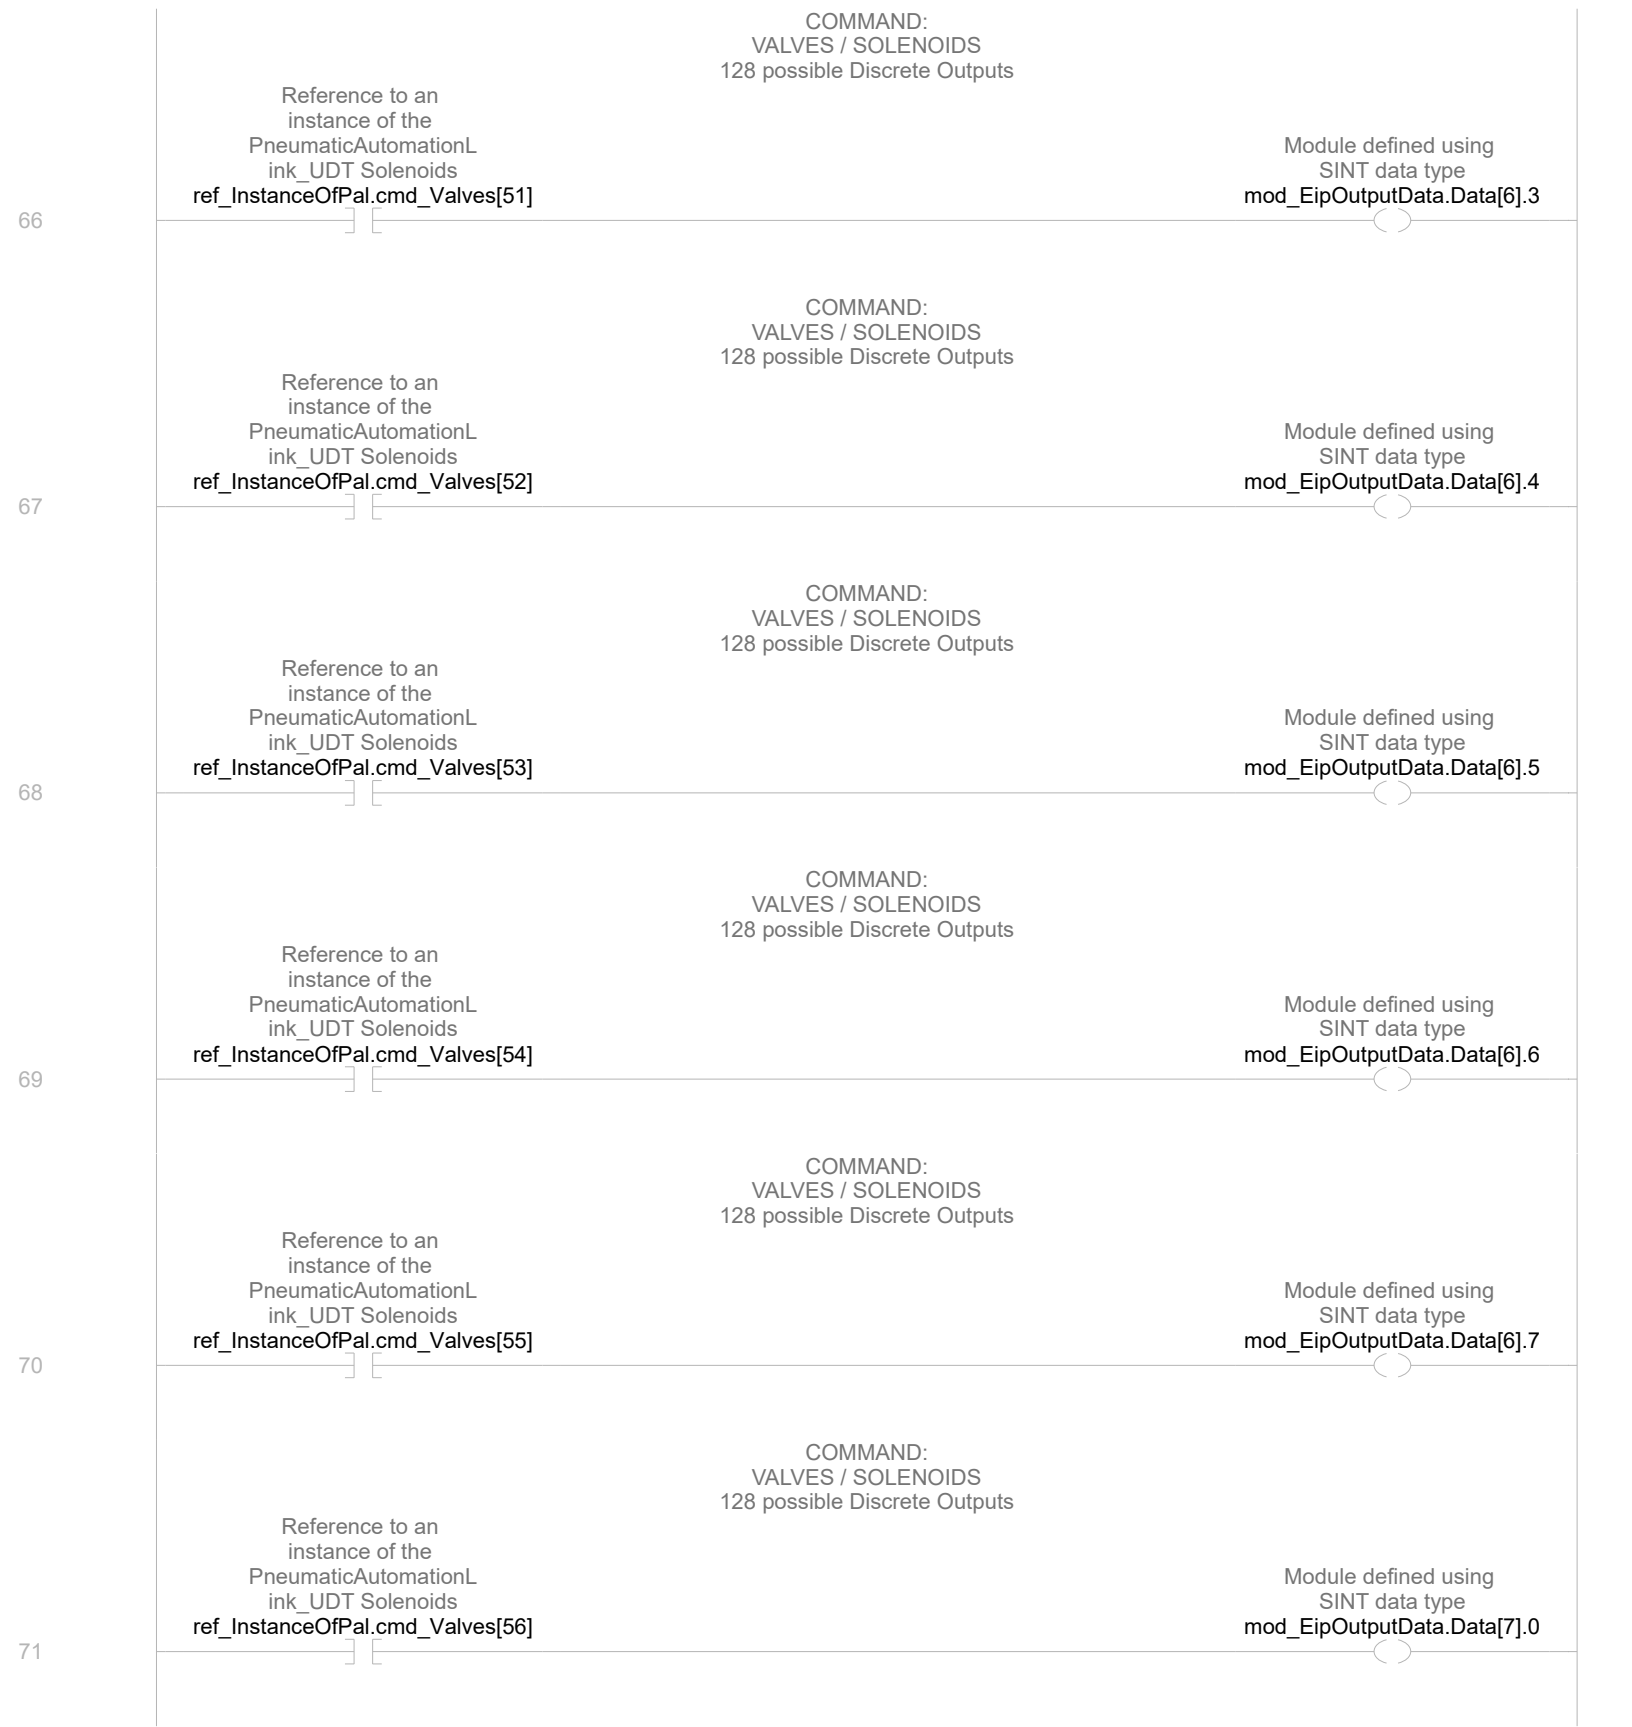 COMMAND:
VALVES / SOLENOIDS
128 possible Discrete Outputs
Reference to an
instance of the
PneumaticAutomationL
ink_UDT Solenoids
ref_InstanceOfPal.cmd_Valves[51]
Module defined using
SINT data type
mod_EipOutputData.Data[6].3
66
COMMAND:
VALVES / SOLENOIDS
128 possible Discrete Outputs
Reference to an
instance of the
PneumaticAutomationL
ink_UDT Solenoids
ref_InstanceOfPal.cmd_Valves[52]
Module defined using
SINT data type
mod_EipOutputData.Data[6].4
67
COMMAND:
VALVES / SOLENOIDS
128 possible Discrete Outputs
Reference to an
instance of the
PneumaticAutomationL
ink_UDT Solenoids
ref_InstanceOfPal.cmd_Valves[53]
Module defined using
SINT data type
mod_EipOutputData.Data[6].5
68
COMMAND:
VALVES / SOLENOIDS
128 possible Discrete Outputs
Reference to an
instance of the
PneumaticAutomationL
ink_UDT Solenoids
ref_InstanceOfPal.cmd_Valves[54]
Module defined using
SINT data type
mod_EipOutputData.Data[6].6
69
COMMAND:
VALVES / SOLENOIDS
128 possible Discrete Outputs
Reference to an
instance of the
PneumaticAutomationL
ink_UDT Solenoids
ref_InstanceOfPal.cmd_Valves[55]
Module defined using
SINT data type
mod_EipOutputData.Data[6].7
70
COMMAND:
VALVES / SOLENOIDS
128 possible Discrete Outputs
Reference to an
instance of the
PneumaticAutomationL
ink_UDT Solenoids
ref_InstanceOfPal.cmd_Valves[56]
Module defined using
SINT data type
mod_EipOutputData.Data[7].0
71